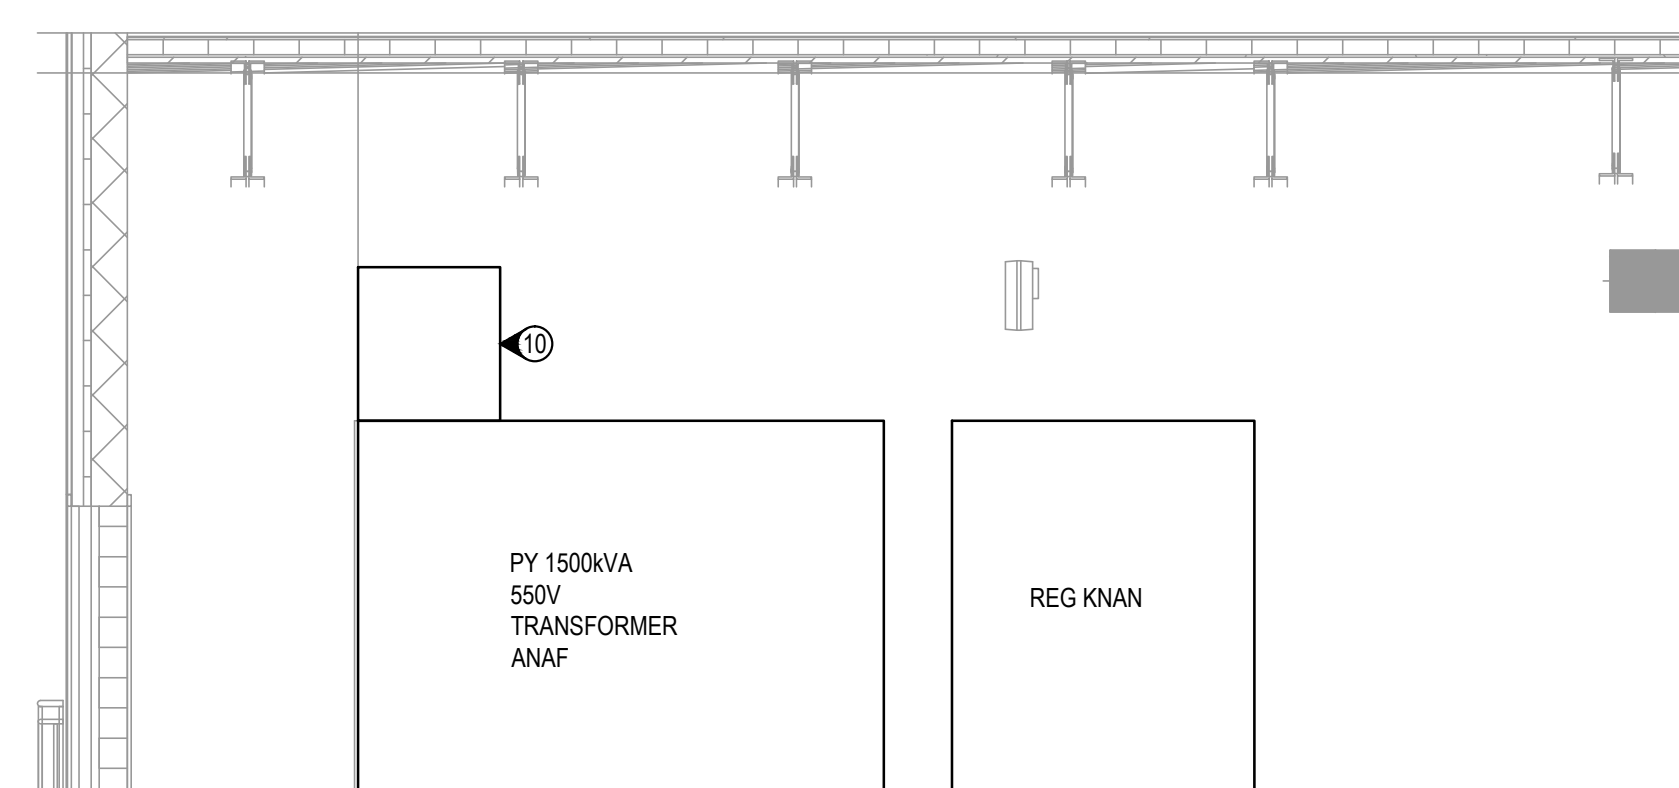 10
PY 1500kVA
550V
TRANSFORMER
ANAF
REG KNAN